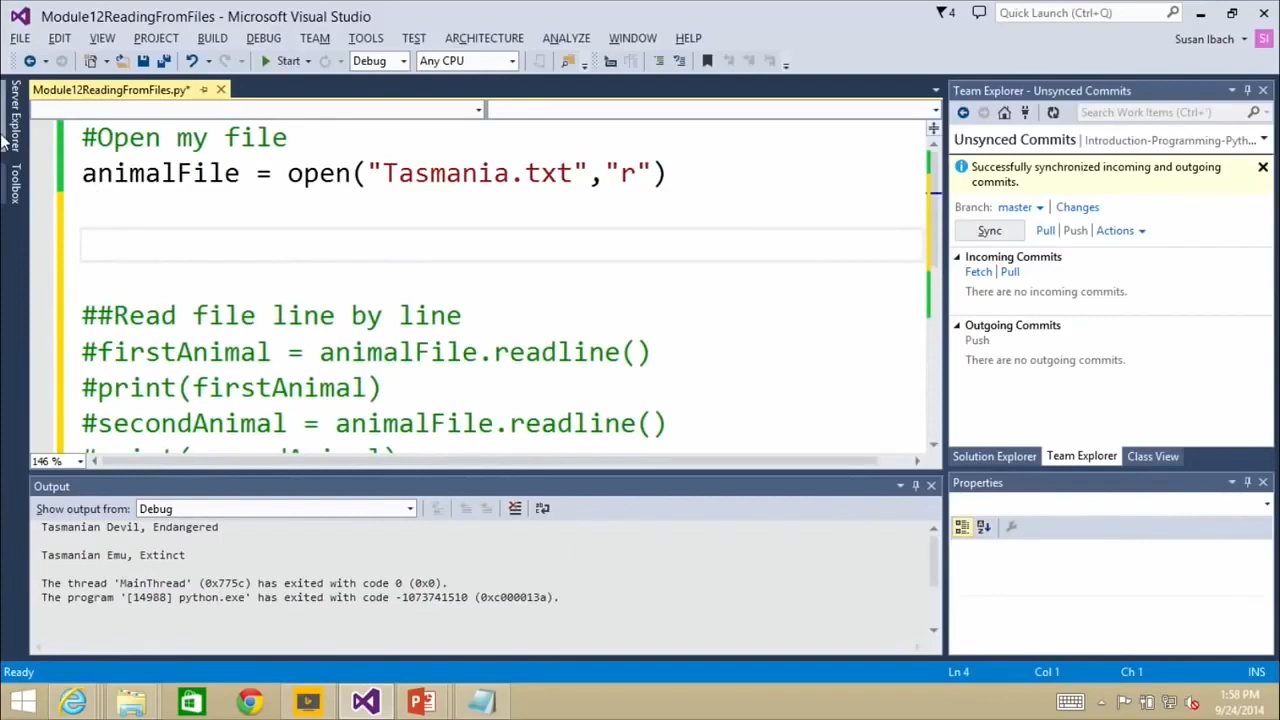 Module12ReadingFromFiles - Microsoft Visual Studio
4
Quick Launch (Ctrl+Q)
FILE EDIT VIEW PROJECT BUILD DEBUG TEAM TOOLS TEST ARCHITECTURE ANALYZE WINDOW HELP
Susan Ibach
SI
Start Debug Any CPU
Server Explorer
Toolbox
Module12ReadingFromFiles.py*
#Open my file
animalFile = open("Tasmania.txt","r")
##Read file line by line
#firstAnimal = animalFile.readline()
#print(firstAnimal)
#secondAnimal = animalFile.readline()
146 %
Output
Show output from: Debug
Tasmanian Devil, Endangered
Tasmanian Emu, Extinct
The thread 'MainThread' (0x775c) has exited with code 0 (0x0).
The program '[14988] python.exe' has exited with code -1073741510 (0xc000013a).
Team Explorer - Unsynced Commits
Search Work Items (Ctrl+')
Unsynced Commits | Introduction-Programming-Pyth...
Successfully synchronized incoming and outgoing
commits.
Branch: master Changes
Sync Pull | Push | Actions
Incoming Commits
Fetch | Pull
There are no incoming commits.
Outgoing Commits
Push
There are no outgoing commits.
Solution Explorer Team Explorer Class View
Properties
Ready Ln 4 Col 1 Ch 1 INS
1:58 PM
9/24/2014